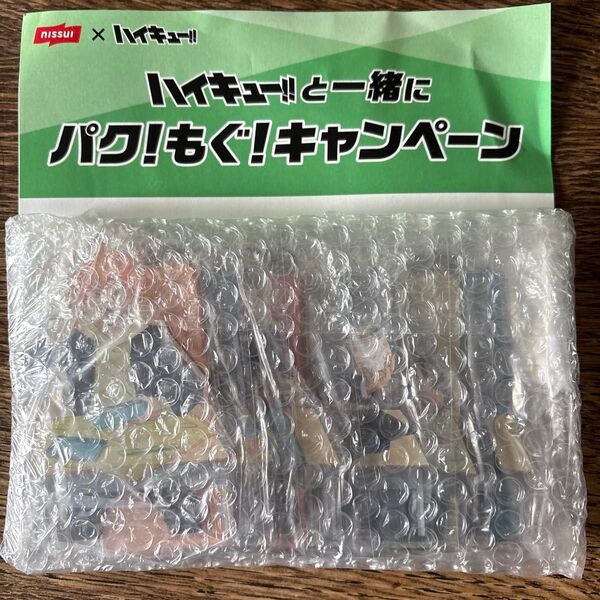 nissui × ハイキュー!!
ハイキュー!!と一緒に
パク!もぐ!キャンペーン